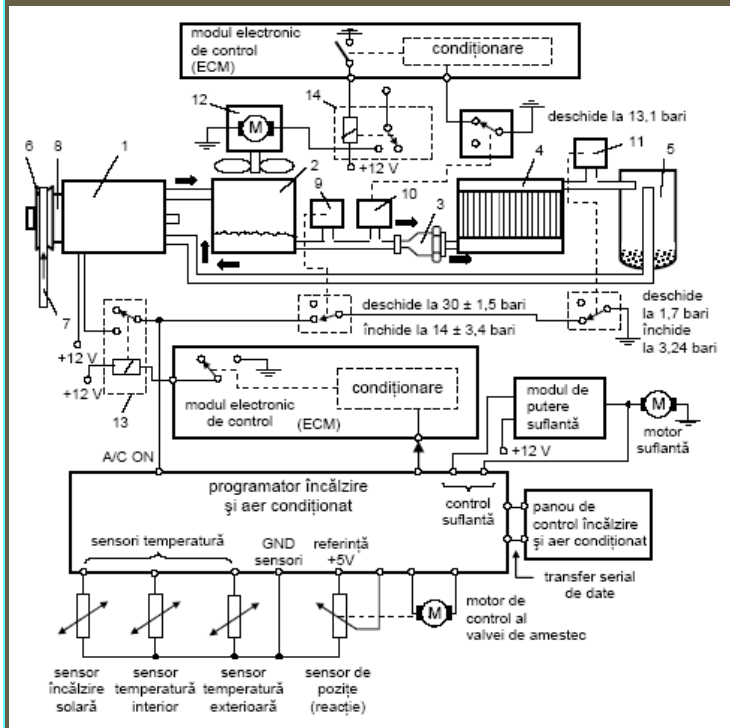 modul electronic
de control
(ECM)
condiționare
14
12
M
+12 V
deschide la 13,1 bari
6
8
1
2
9
10
3
4
11
5
7
+12 V
+12 V
13
deschide la 30 ± 1,5 bari
închide la 14 ± 3,4 bari
deschide
la 1,7 bari
închide
la 3,24 bari
modul electronic
de control
(ECM)
condiționare
modul de
putere
suflantă
+12 V
M
motor
suflantă
A/C ON
programator încălzire
și aer condiționat
control
suflantă
panou de
control încălzire
și aer condiționat
sensori temperatură
GND
sensori
referință
+5V
transfer serial
de date
M
motor de
control al
valvei de amestec
sensor
încălzire
solară
sensor
temperatură
interior
sensor
temperatură
exterioară
sensor de
pozițe
(reacție)